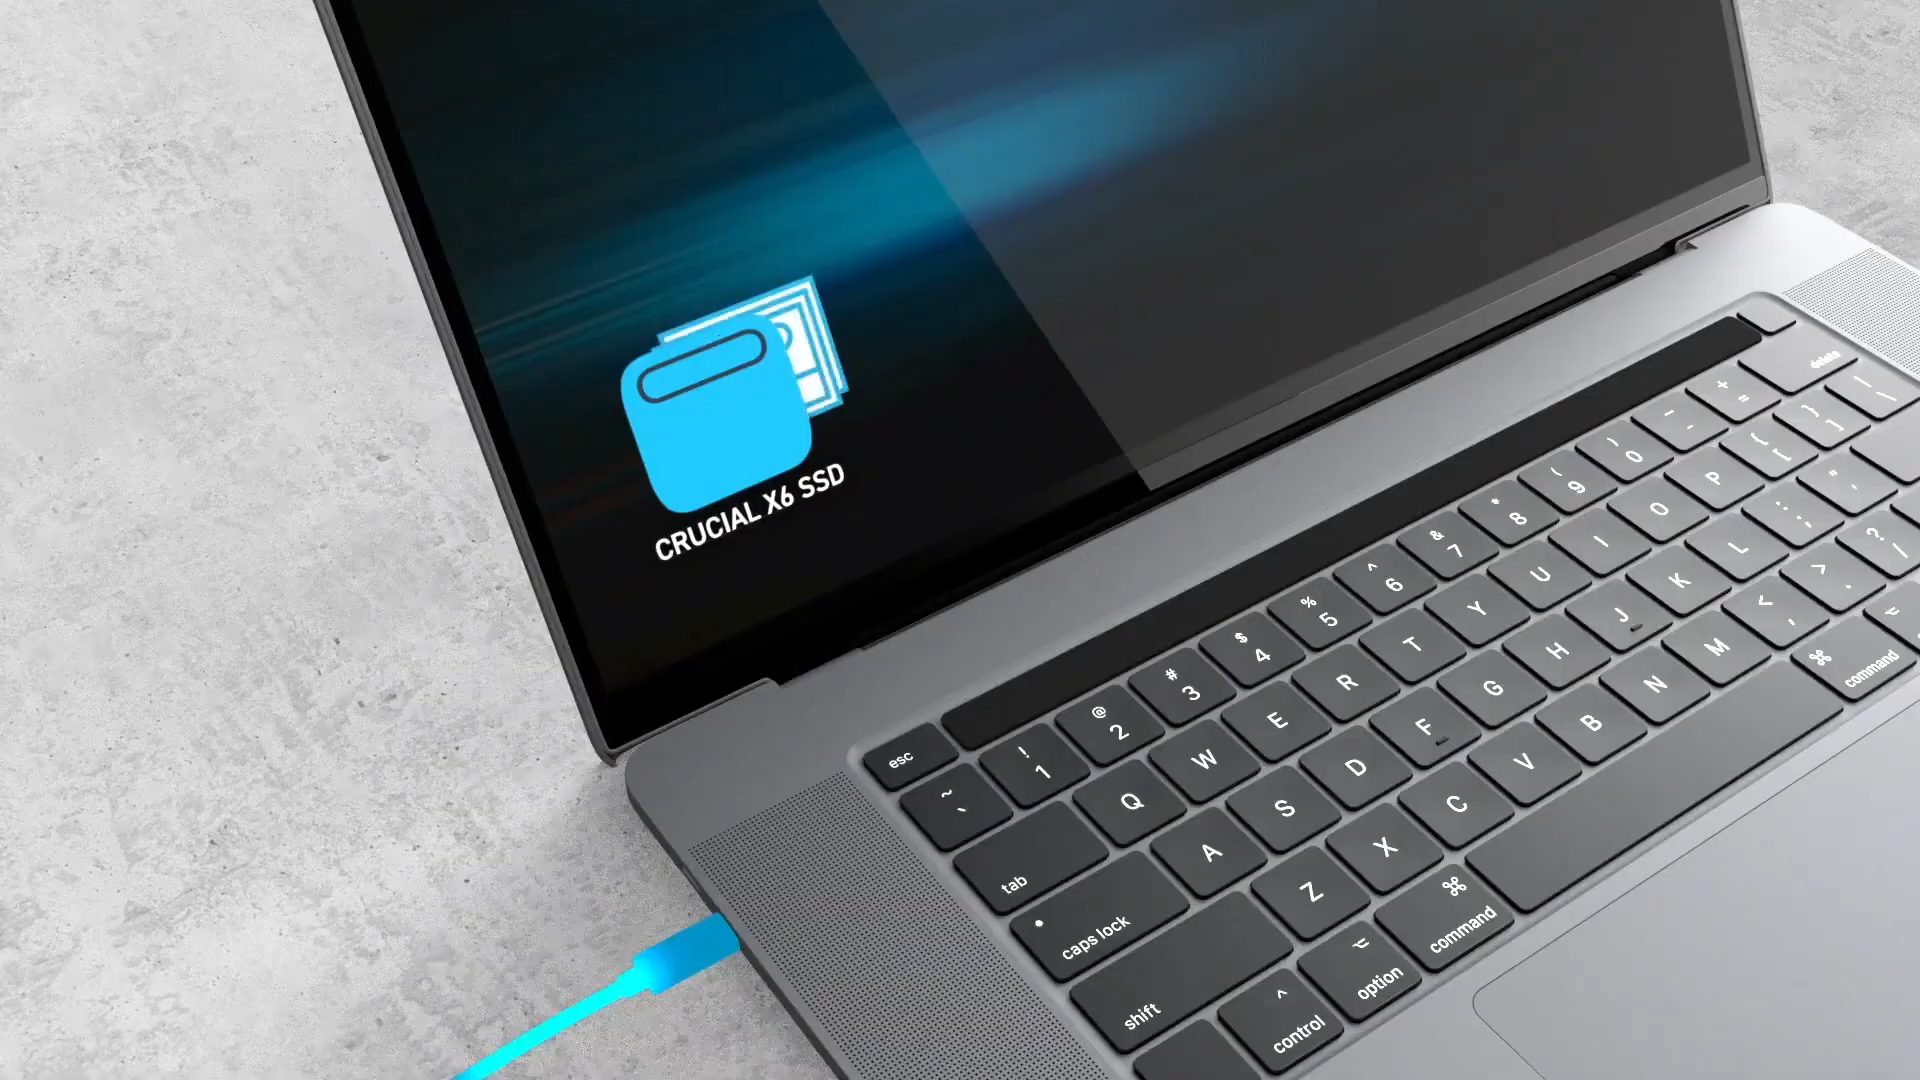 CRUCIAL X6 SSD
delete
esc
~ `
! 1
@ 2
# 3
$ 4
% 5
^ 6
& 7
* 8
( 9
) 0
_ -
+ =
tab
Q W E R T Y U I O P { [ } ] | \
caps lock
A S D F G H J K L : ; " '
shift
Z X C V B N M < , > . ? /
^
control
⌥
option
⌘
command
⌘
command
⌥